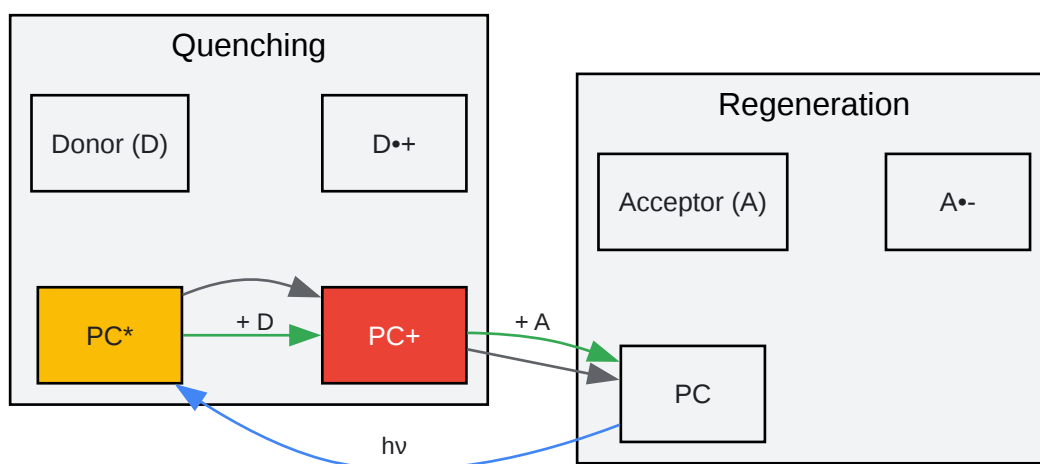 Quenching
Donor (D)
D•+
PC*
+ D
PC+
Regeneration
Acceptor (A)
A•-
+ A
PC
hν